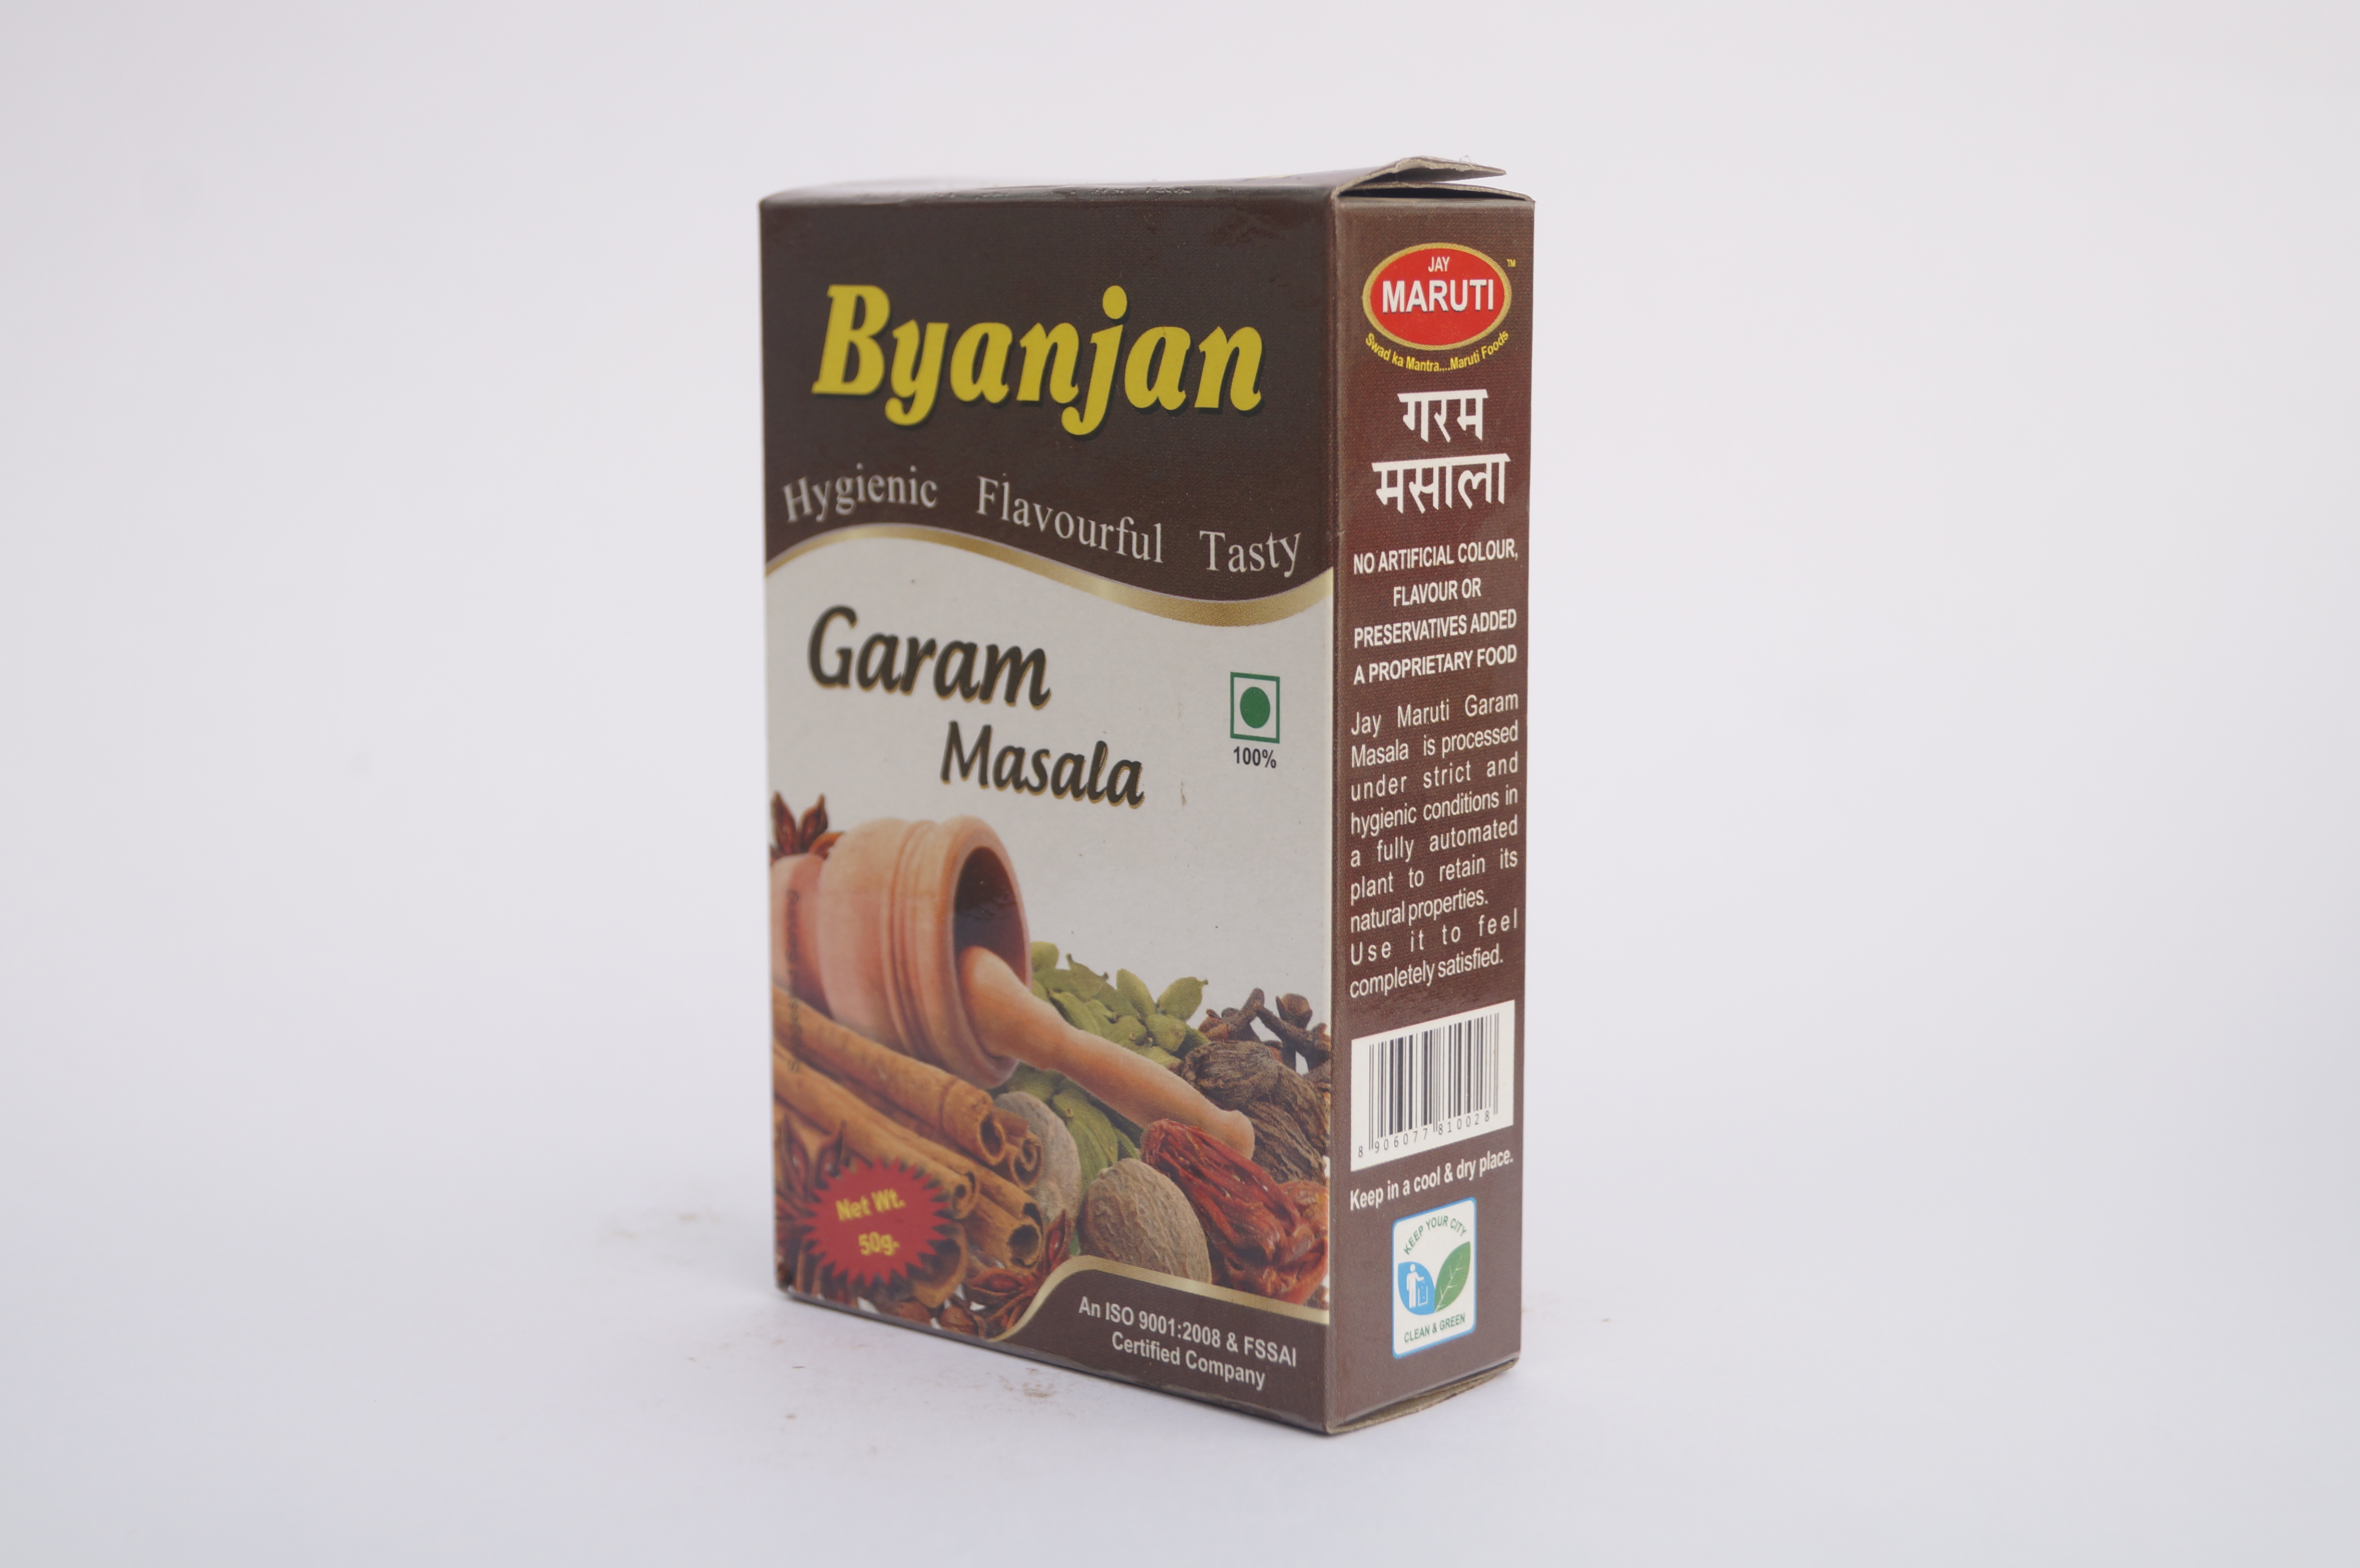 Byanjan
Hygienic Flavourful Tasty
Garam
Masala
100%
Net Wt.
50g.
An ISO 9001:2008 & FSSAI
Certified Company
JAY
MARUTI
TM
Swad ka Mantra....Maruti Foods
गरम
मसाला
NO ARTIFICIAL COLOUR,
FLAVOUR OR
PRESERVATIVES ADDED
A PROPRIETARY FOOD
Jay Maruti Garam
Masala is processed
under strict and
hygienic conditions in
a fully automated
plant to retain its
natural properties.
Use it to feel
completely satisfied.
8 906077 810028
Keep in a cool & dry place.
KEEP YOUR CITY
CLEAN & GREEN